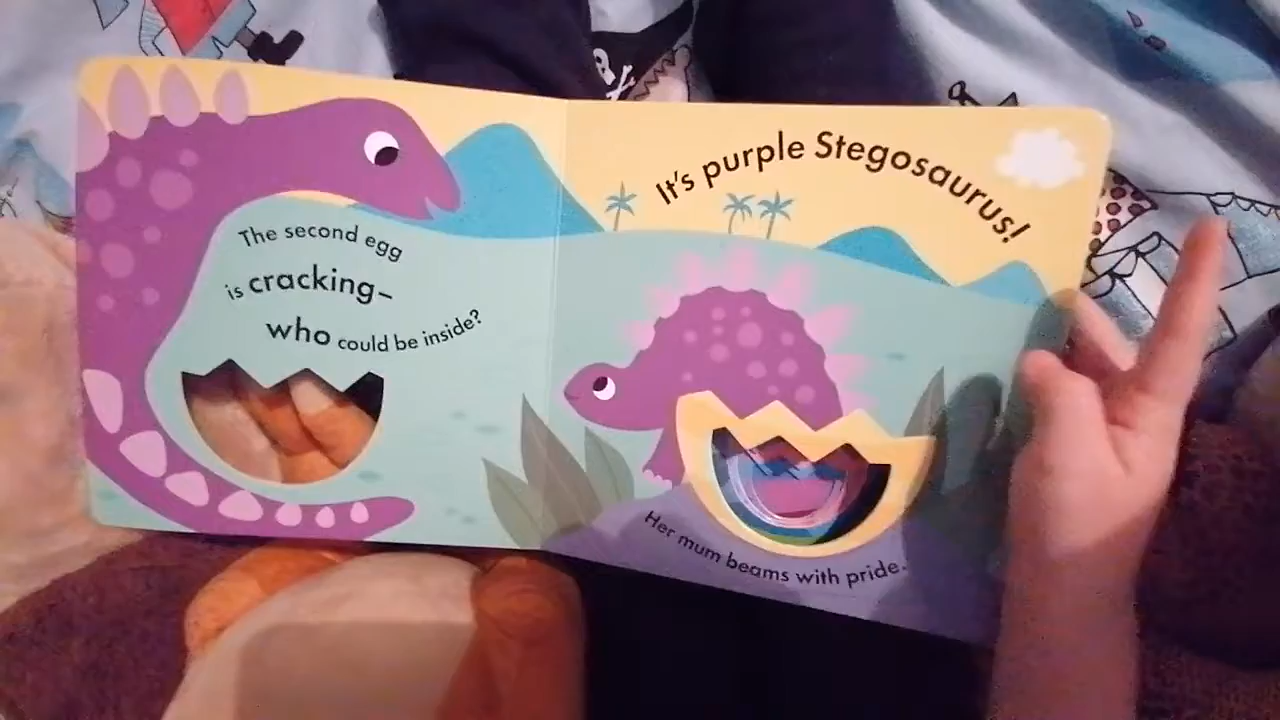 The second egg
is cracking–
who could be inside?
It's purple Stegosaurus!
Her mum beams with pride.